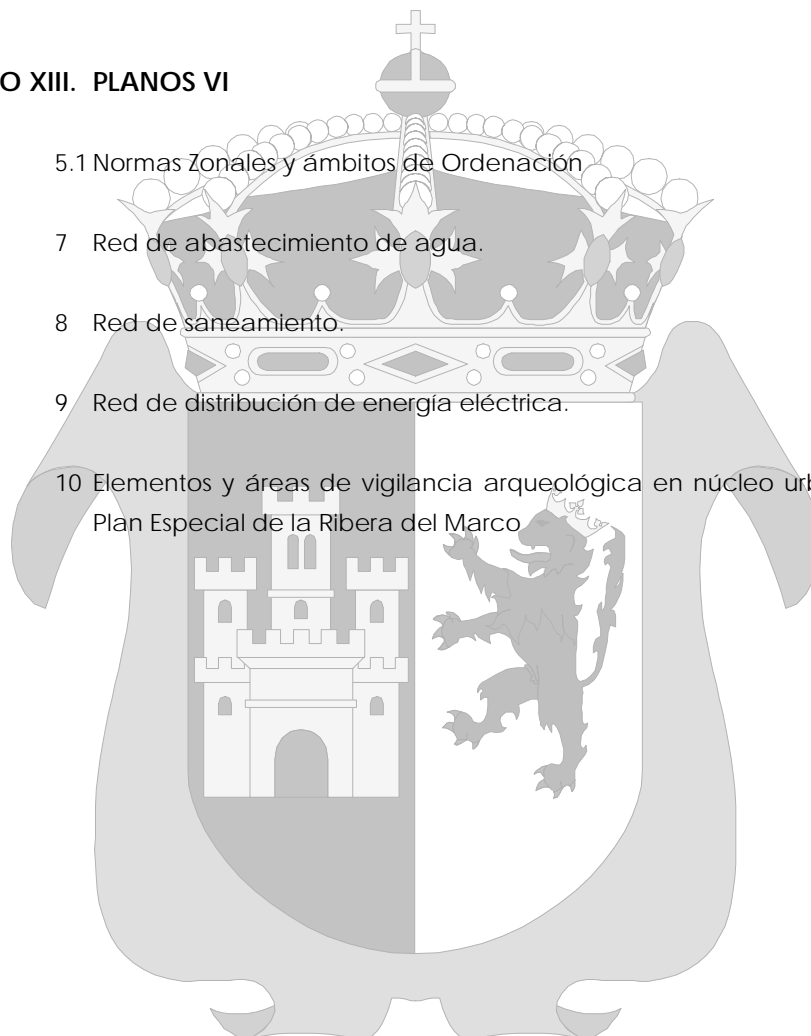 O XIII. PLANOS VI
5.1 Normas Zonales y ámbitos de Ordenación
7 Red de abastecimiento de agua.
8 Red de saneamiento.
9 Red de distribución de energía eléctrica.
10 Elementos y áreas de vigilancia arqueológica en núcleo
Plan Especial de la Ribera del Marco